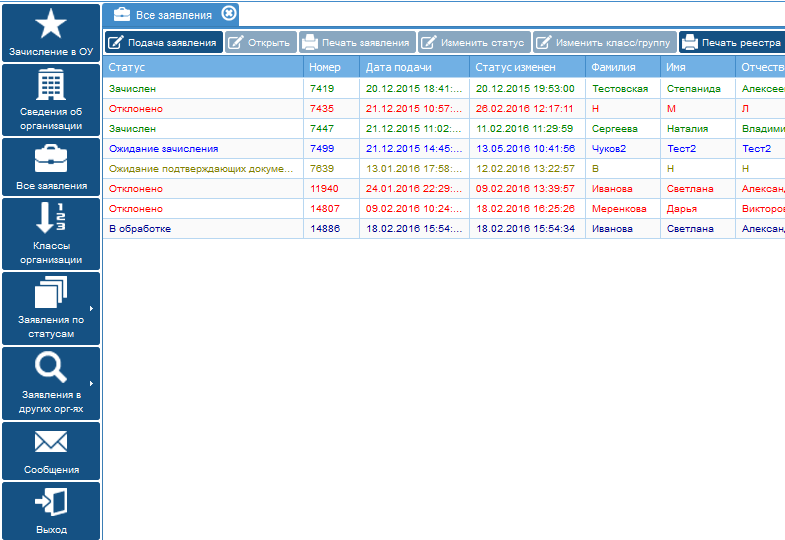 Зачисление в ОУ
Сведения об
организации
Все заявления
1
2
3
Классы
организации
Заявления по
статусам
Заявления в
других орг-ях
Сообщения
Выход
Все заявления
Подача заявления Открыть Печать заявления Изменить статус Изменить класс/группу Печать реестра
Статус Номер Дата подачи Статус изменен Фамилия Имя Отчеств
Зачислен 7419 20.12.2015 18:41:... 20.12.2015 19:53:00 Тестовская Степанида Алексее
Отклонено 7435 21.12.2015 10:57:... 26.02.2016 12:17:11 Н М Л
Зачислен 7447 21.12.2015 11:02:... 11.02.2016 11:29:59 Сергеева Наталия Владими
Ожидание зачисления 7499 21.12.2015 14:45:... 13.05.2016 10:41:56 Чуков2 Тест2 Тест2
Ожидание подтверждающих докуме... 7639 13.01.2016 17:58:... 12.02.2016 13:22:57 В Н Н
Отклонено 11940 24.01.2016 22:29:... 09.02.2016 13:39:57 Иванова Светлана Алексан
Отклонено 14807 09.02.2016 10:24:... 18.02.2016 16:25:26 Меренкова Дарья Викторов
В обработке 14886 18.02.2016 15:54:... 18.02.2016 15:54:34 Иванова Светлана Алексан